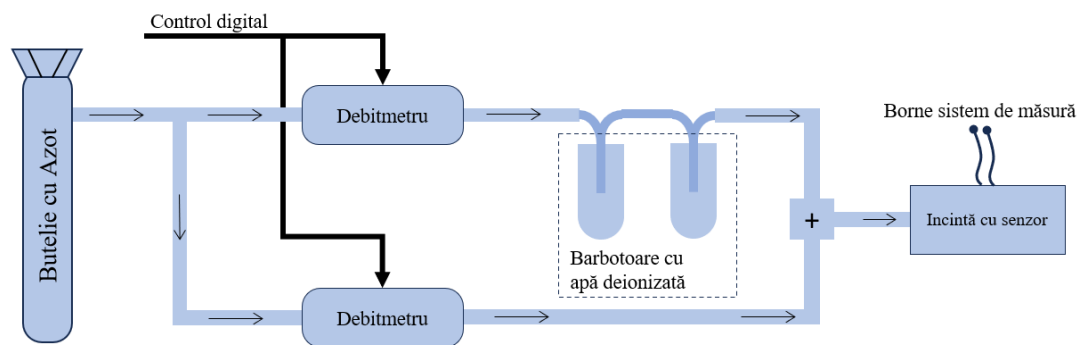 Control digital
Butelie cu Azot
Debitmetru
Borne sistem de măsură
Incintă cu senzor
+
Barbotoare cu
apă deionizată
Debitmetru